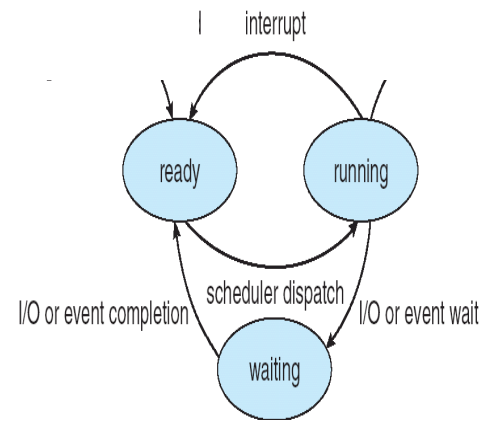 interrupt
ready
running
scheduler dispatch
I/O or event completion
I/O or event wait
waiting